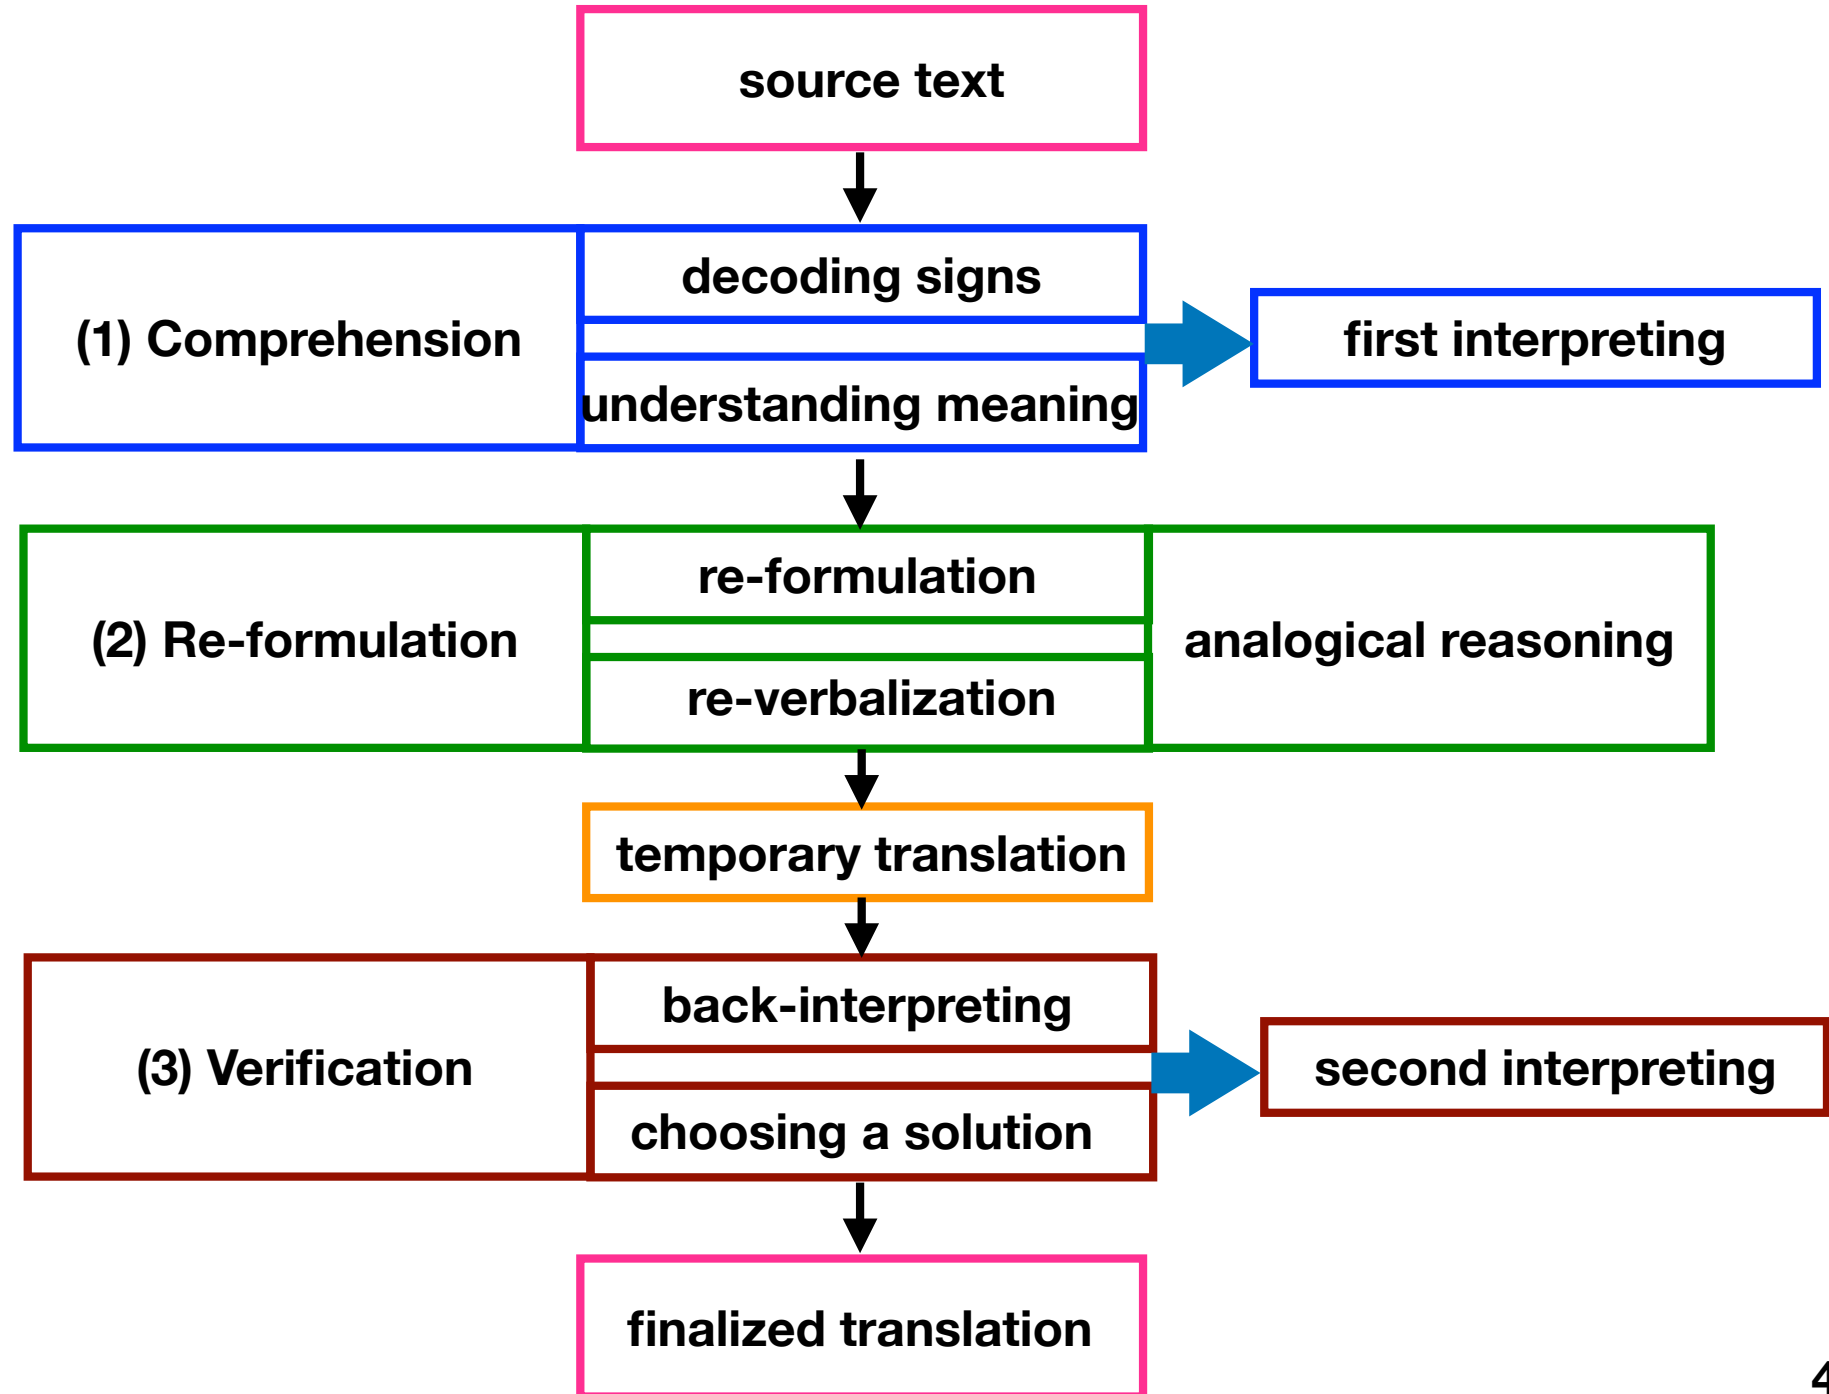 source text
decoding signs
(1) Comprehension
first interpreting
understanding meaning
re-formulation
(2) Re-formulation
analogical reasoning
re-verbalization
temporary translation
back-interpreting
(3) Verification
second interpreting
choosing a solution
finalized translation
4